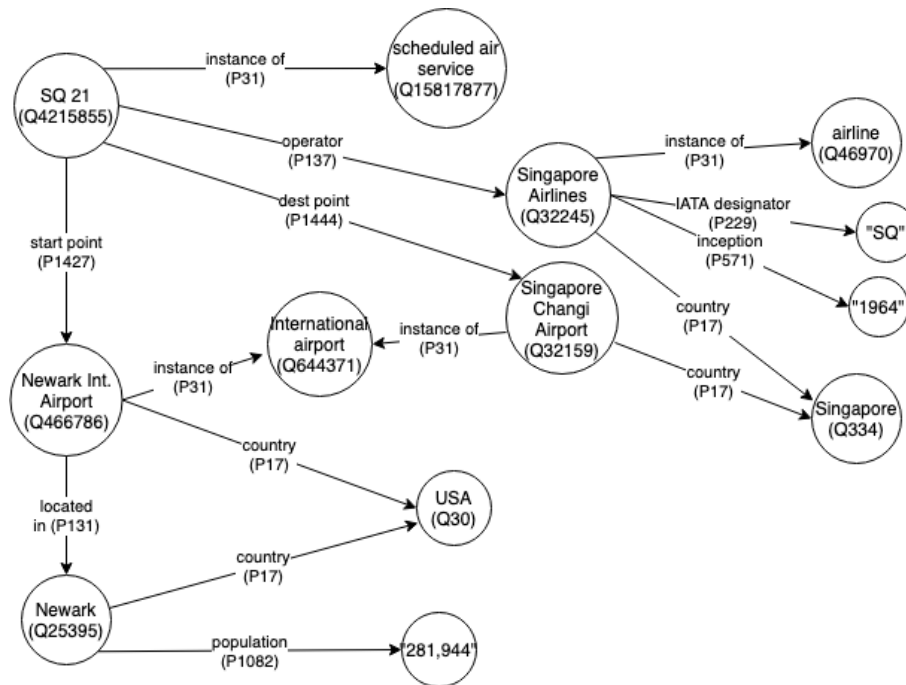 scheduled air
service
(Q15817877)
instance of
(P31)
SQ 21
(Q4215855)
operator
(P137)
instance of
(P31)
airline
(Q46970)
Singapore
Airlines
(Q32245)
dest point
(P1444)
IATA designator
(P229)
"SQ"
inception
(P571)
start point
(P1427)
"1964"
Singapore
Changi
Airport
(Q32159)
country
(P17)
International
airport
(Q644371)
instance of
(P31)
instance of
(P31)
Newark Int.
Airport
(Q466786)
country
(P17)
Singapore
(Q334)
country
(P17)
USA
(Q30)
located
in (P131)
country
(P17)
Newark
(Q25395)
population
(P1082)
"281,944"